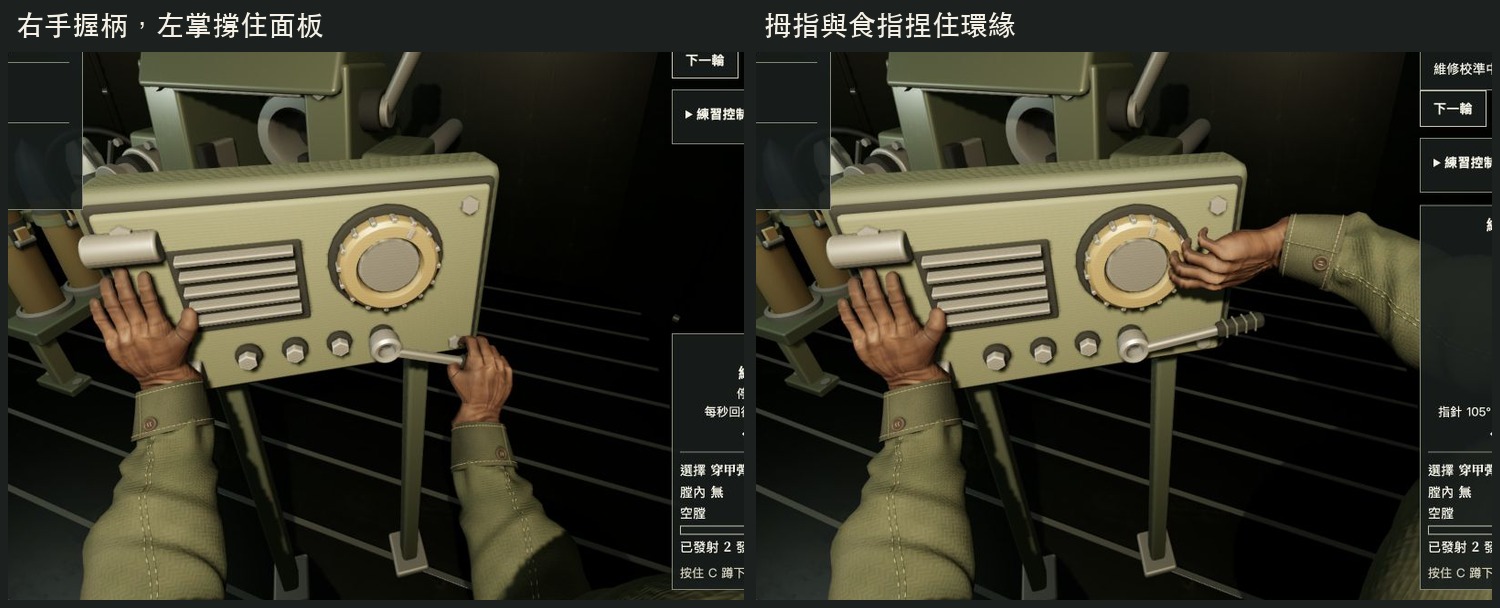 右手握柄，左掌撐住面板
下一輪
▶練習控制
每秒回
選擇 穿甲彈
膛內 無
空膛
已發射 2 發
按住 C 蹲下
拇指與食指捏住環緣
維修校準中
下一輪
▶練習控制
指針 105°
選擇 穿甲彈
膛內 無
空膛
已發射 2 發
按住 C 蹲下